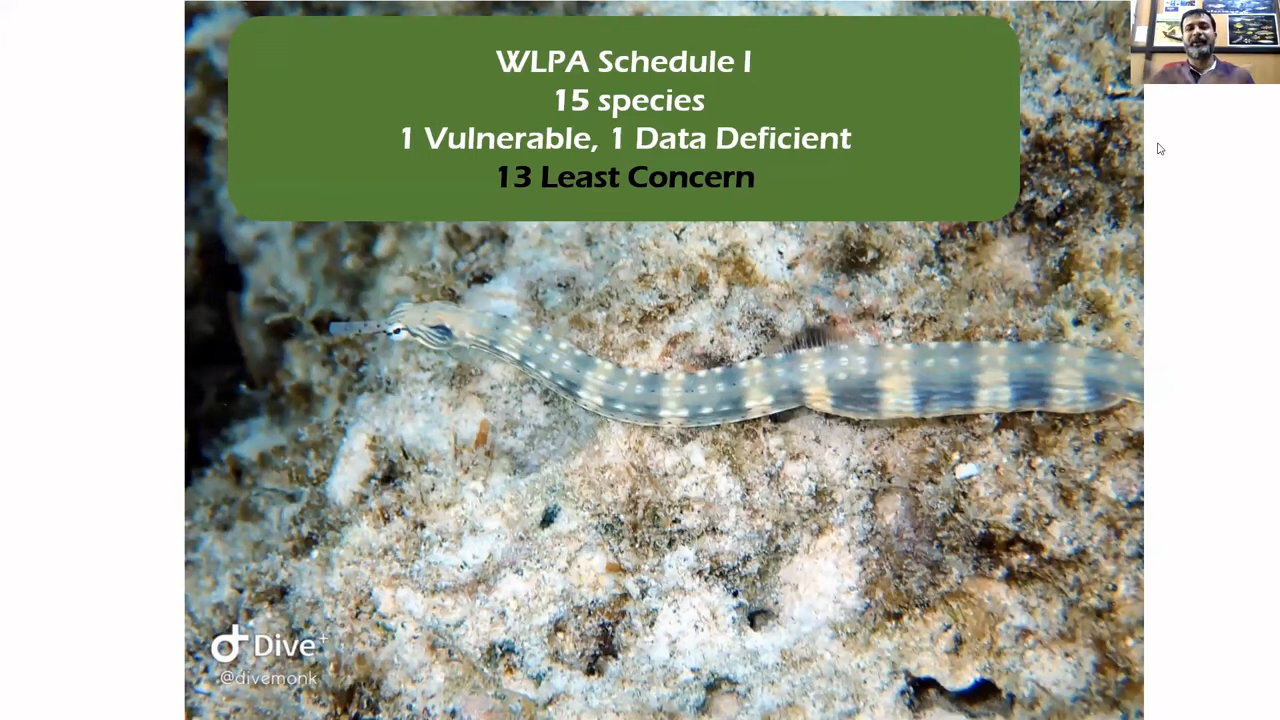 WLPA Schedule I
15 species
1 Vulnerable, 1 Data Deficient
13 Least Concern
Dive+
@divemonk